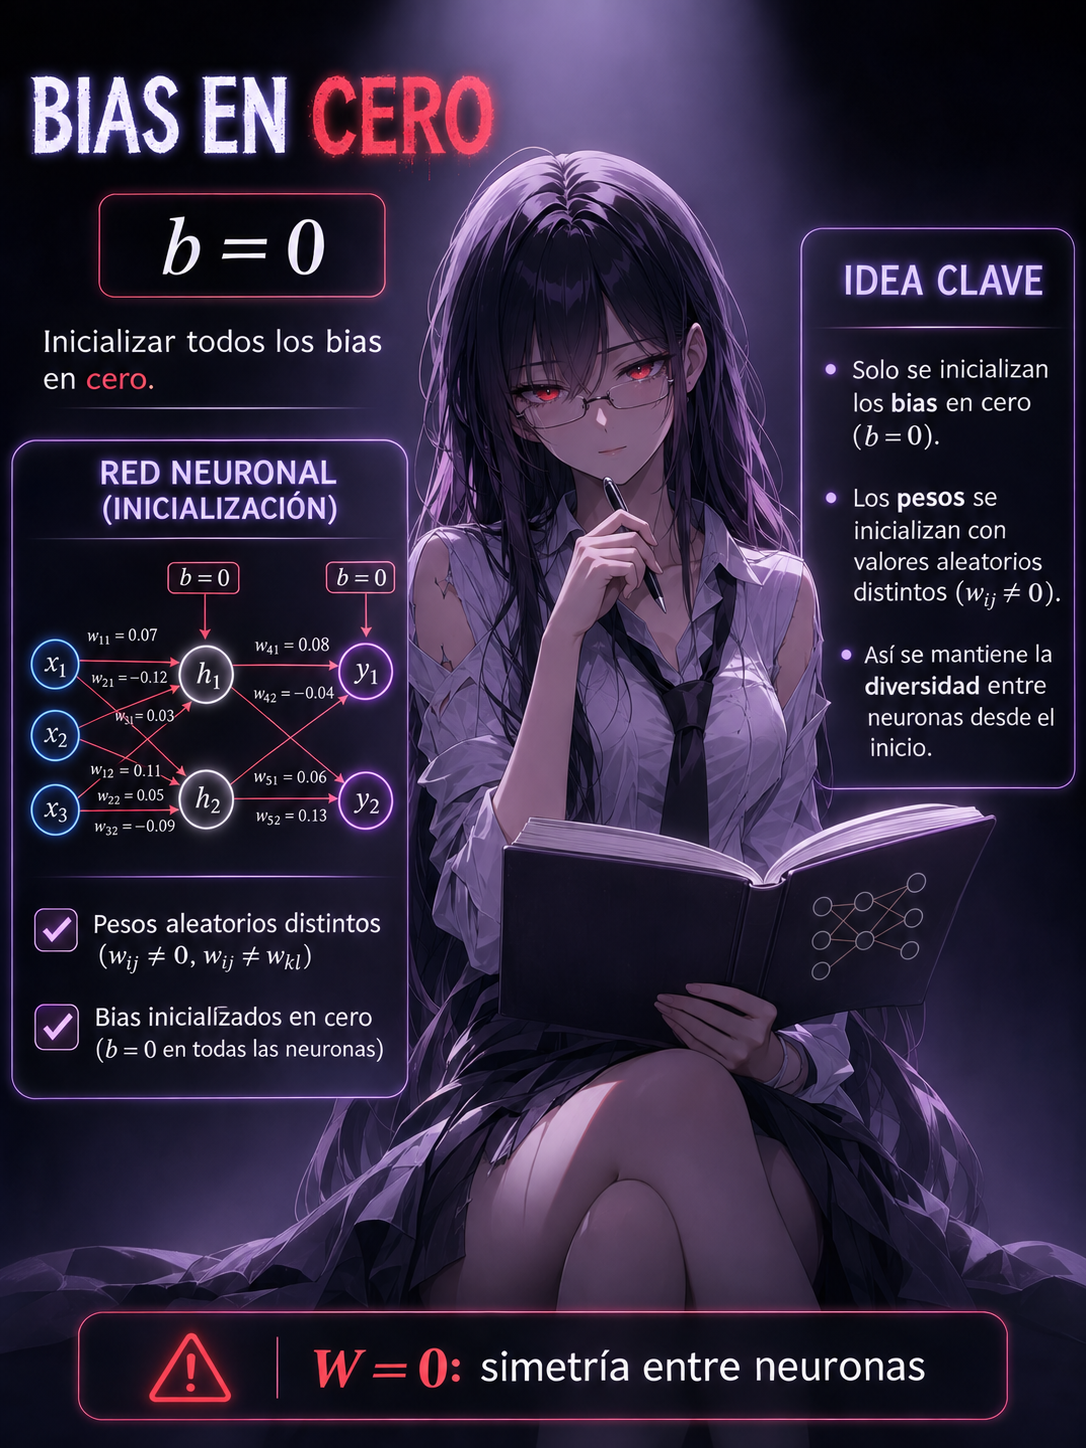 BIAS EN CERO
b = 0
Inicializar todos los bias
en cero.
RED NEURONAL
(INICIALIZACIÓN)
b = 0
b = 0
w₁₁ = 0.07
w₂₁ = −0.12
w₃₁ = 0.03
w₁₂ = 0.11
w₂₂ = 0.05
w₃₂ = −0.09
w₄₁ = 0.08
w₄₂ = −0.04
w₅₁ = 0.06
w₅₂ = 0.13
x₁
x₂
x₃
h₁
h₂
y₁
y₂
Pesos aleatorios distintos
(wᵢⱼ ≠ 0, wᵢⱼ ≠ wₖₗ)
Bias inicializados en cero
(b = 0 en todas las neuronas)
IDEA CLAVE
• Solo se inicializan
los bias en cero
(b = 0).
• Los pesos se
inicializan con
valores aleatorios
distintos (wᵢⱼ ≠ 0).
• Así se mantiene la
diversidad entre
neuronas desde el
inicio.
W = 0: simetría entre neuronas